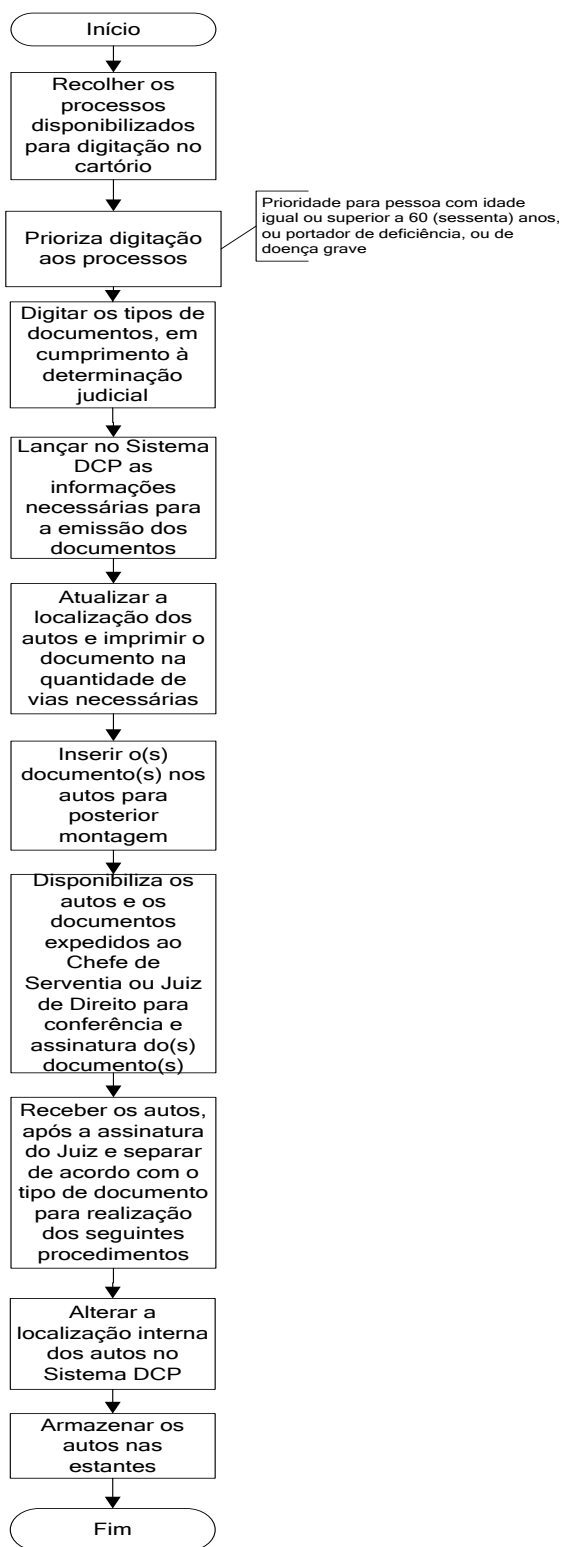 Início
Recolher os
processos
disponibilizados
para digitação no
cartório
Prioriza digitação
aos processos
Prioridade para pessoa com idade
igual ou superior a 60 (sessenta) anos,
ou portador de deficiência, ou de
doença grave
Digitar os tipos de
documentos, em
cumprimento à
determinação
judicial
Lançar no Sistema
DCP as
informações
necessárias para
a emissão dos
documentos
Atualizar a
localização dos
autos e imprimir o
documento na
quantidade de
vias necessárias
Inserir o(s)
documento(s) nos
autos para
posterior
montagem
Disponibiliza os
autos e os
documentos
expedidos ao
Chefe de
Serventia ou Juiz
de Direito para
conferência e
assinatura do(s)
documento(s)
Receber os autos,
após a assinatura
do Juiz e separar
de acordo com o
tipo de documento
para realização
dos seguintes
procedimentos
Alterar a
localização interna
dos autos no
Sistema DCP
Armazenar os
autos nas
estantes
Fim